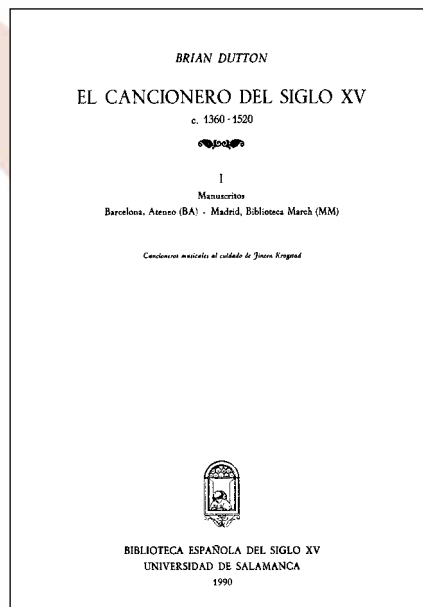 BRIAN DUTTON
EL CANCIONERO DEL SIGLO XV
c. 1360-1520
I
Manuscritos
Barcelona, Ateneo (BA) - Madrid, Biblioteca March (MM)
Cancioneros musicales al cuidado de Jineen Krogstad
BIBLIOTECA ESPAÑOLA DEL SIGLO XV
UNIVERSIDAD DE SALAMANCA
1990